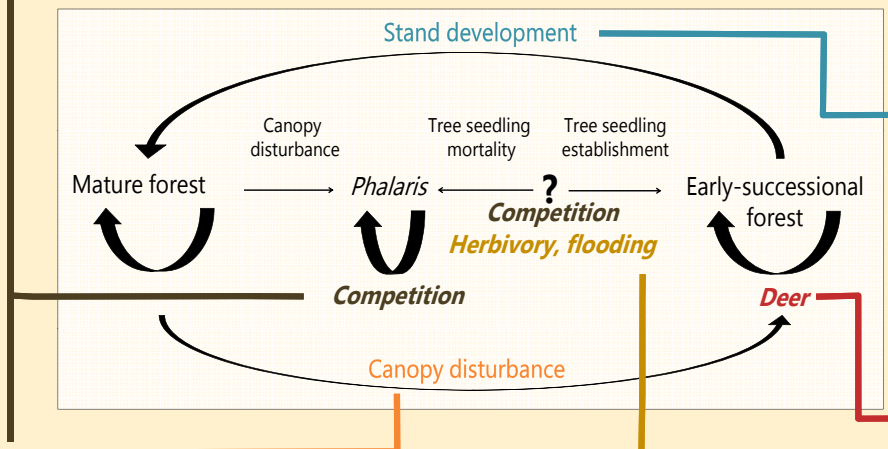 Stand development
Canopy
disturbance
Tree seedling
mortality
Tree seedling
establishment
Mature forest
Phalaris
?
Early-successional
forest
Competition
Herbivory, flooding
Competition
Deer
Canopy disturbance